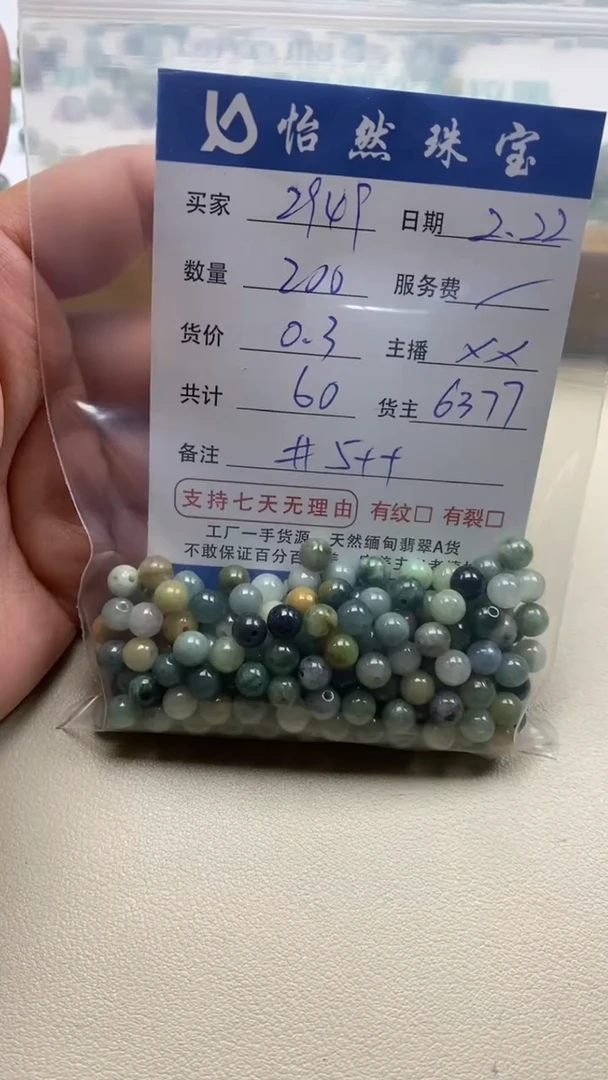 怡然珠宝
买家 2949 日期 2.22
数量 200 服务费 /
货价 0.3 主播 XX
共计 60 货主 6377
备注 #5++
支持七天无理由 有纹□ 有裂□
工厂一手货源 天然缅甸翡翠A货
不敢保证百分百